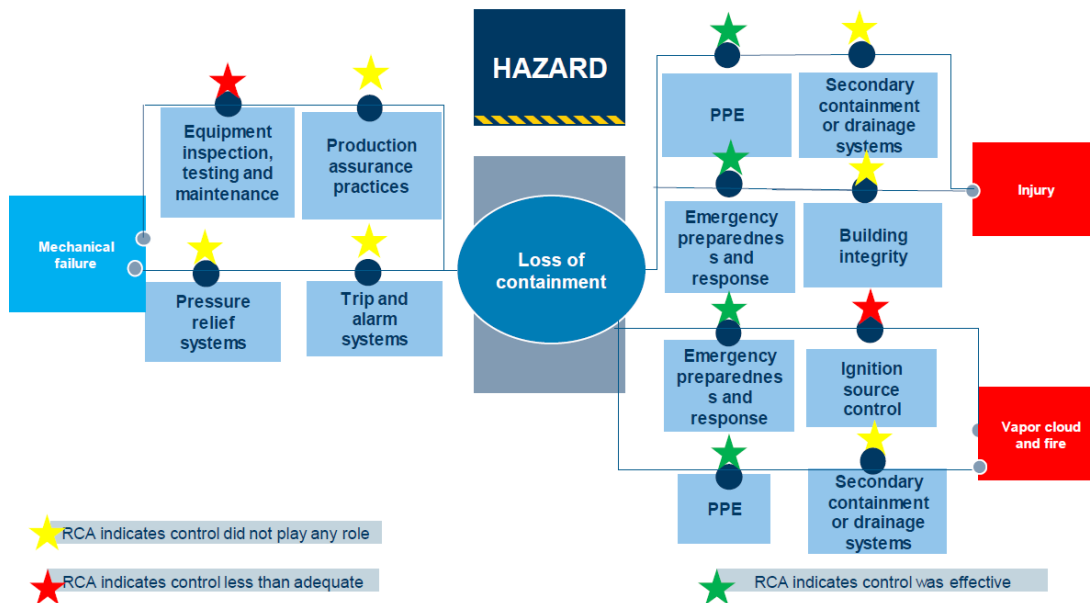 HAZARD
Equipment
inspection,
testing and
maintenance
Production
assurance
practices
Mechanical
failure
Pressure
relief
systems
Trip and
alarm
systems
Loss of
containment
PPE
Secondary
containment
or drainage
systems
Emergency
preparednes
s and
response
Building
integrity
Injury
Emergency
preparednes
s and
response
Ignition
source
control
PPE
Secondary
containment
or drainage
systems
Vapor cloud
and fire
RCA indicates control did not play any role
RCA indicates control less than adequate
RCA indicates control was effective